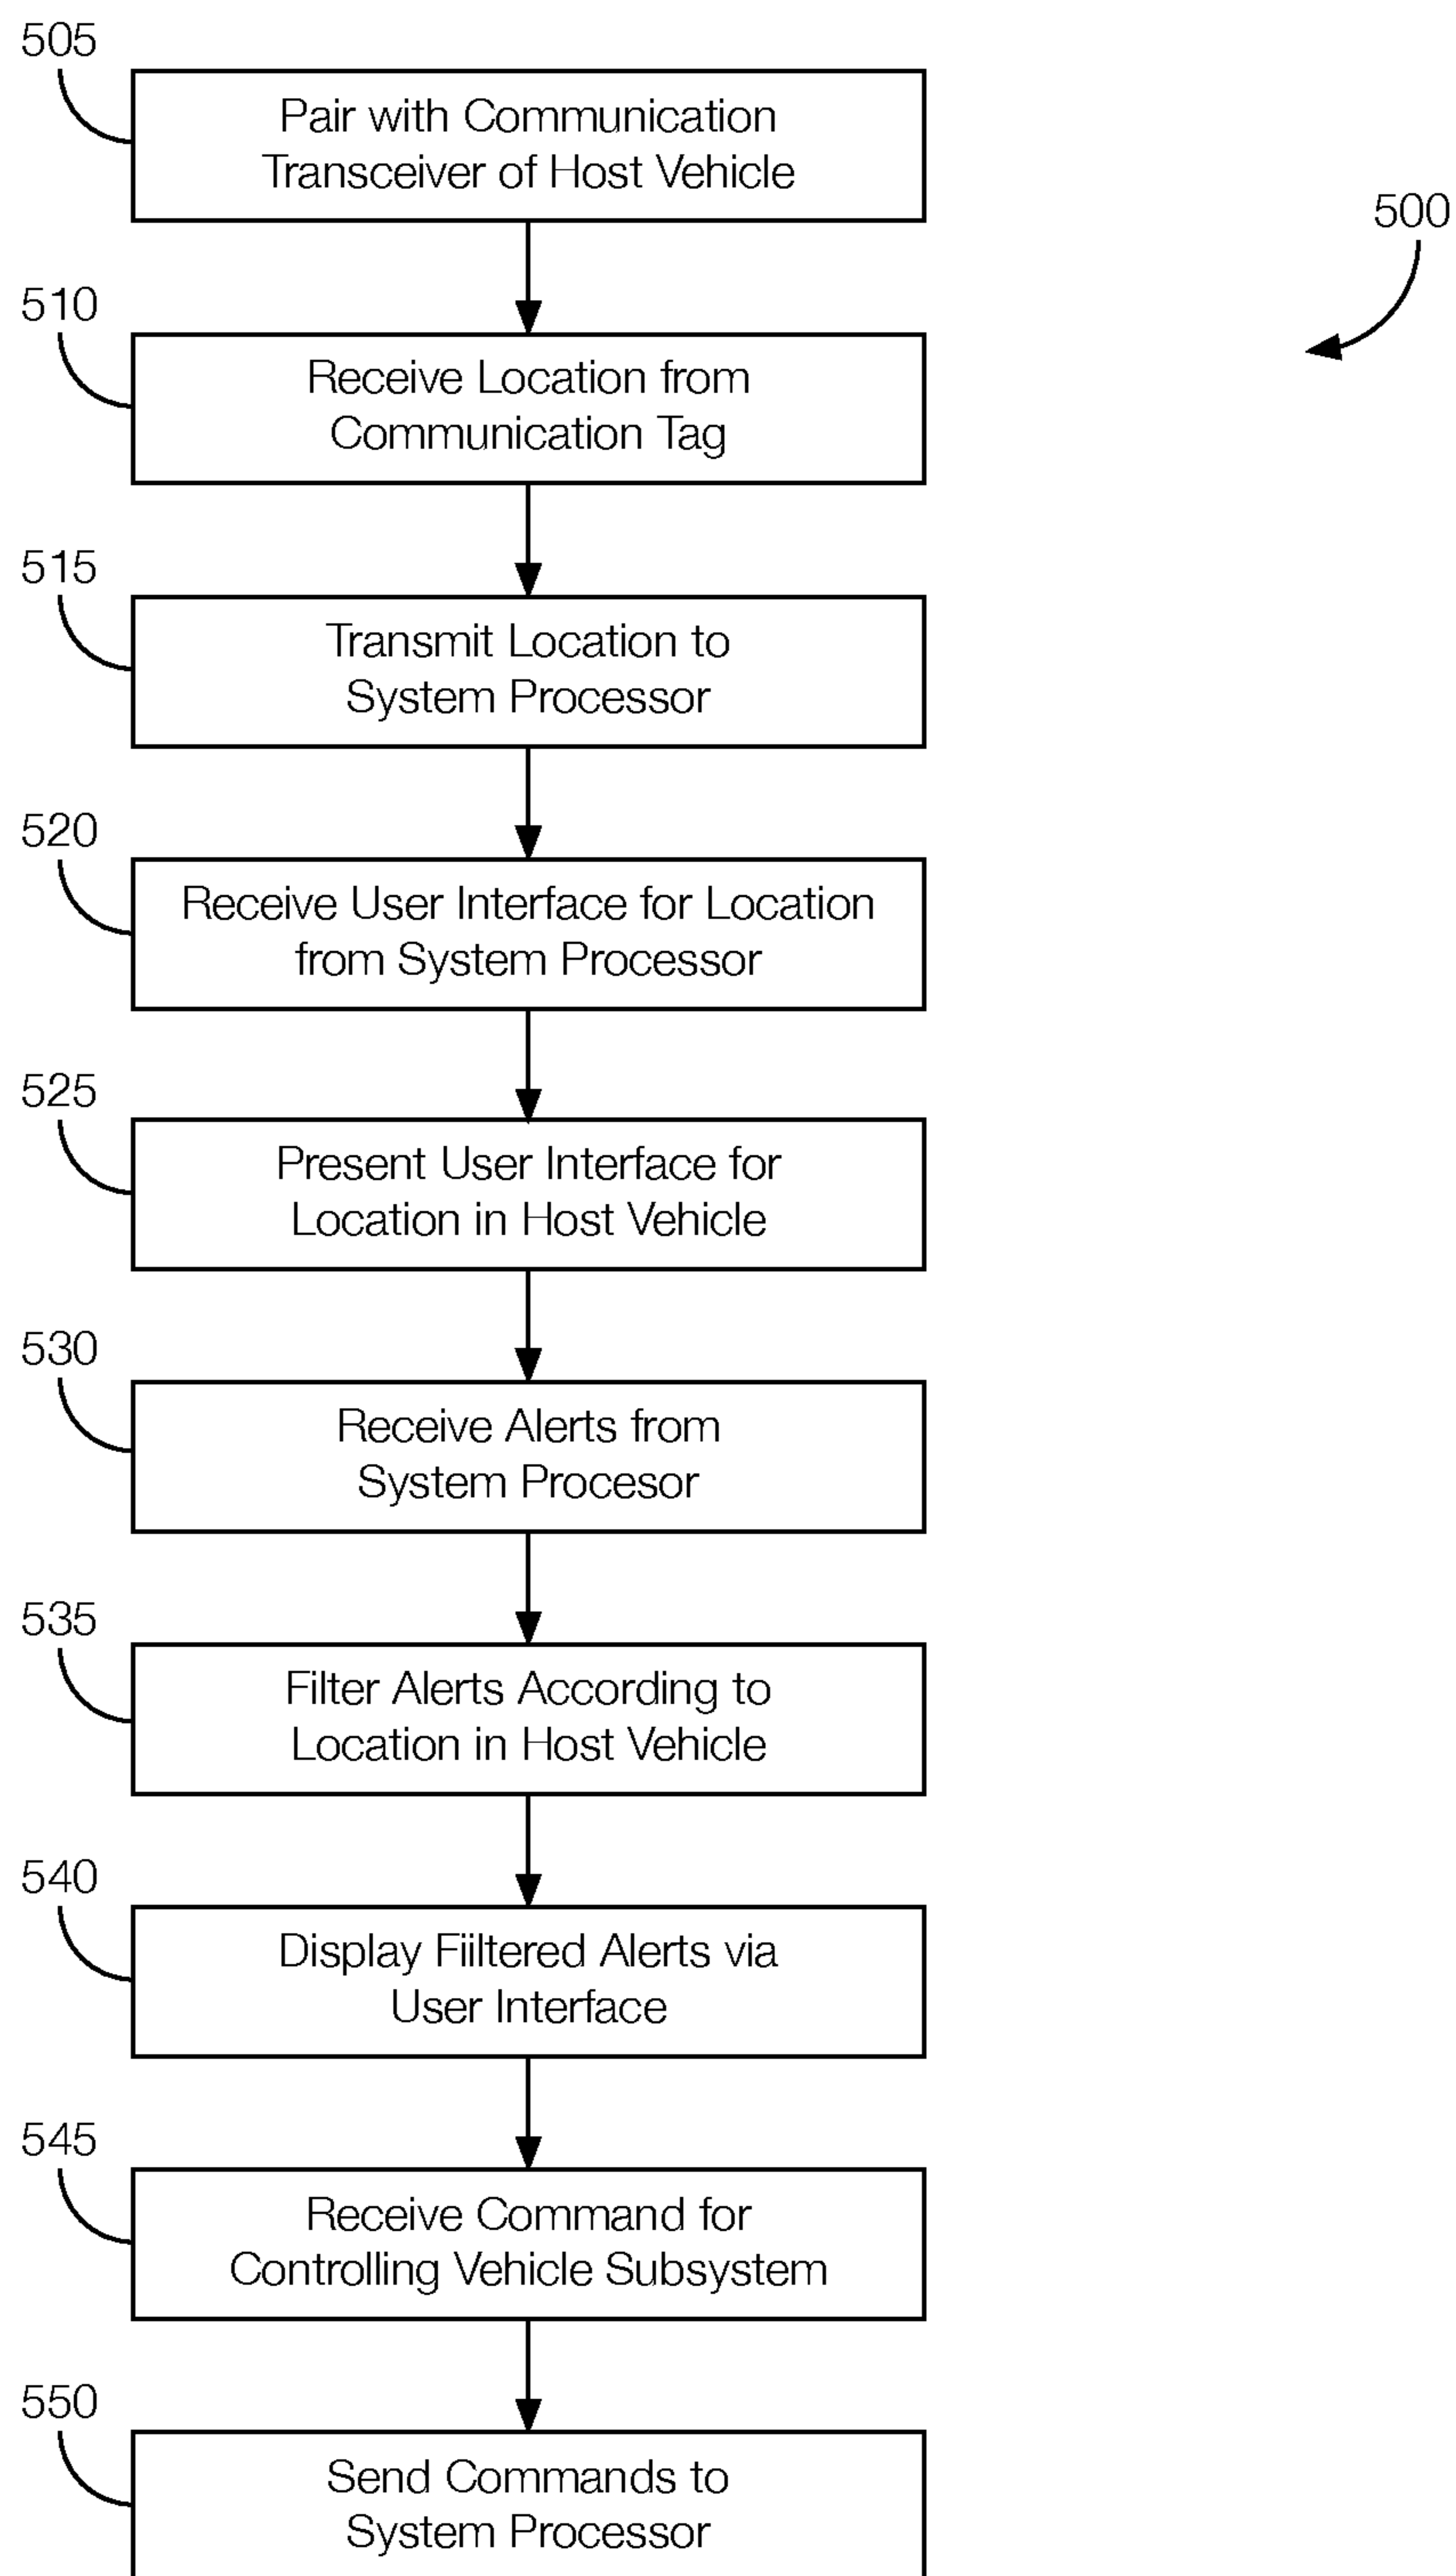 505
Pair with Communication
Transceiver of Host Vehicle
500
510
Receive Location from
Communication Tag
515
Transmit Location to
System Processor
520
Receive User Interface for Location
from System Processor
525
Present User Interface for
Location in Host Vehicle
530
Receive Alerts from
System Procesor
535
Filter Alerts According to
Location in Host Vehicle
540
Display Fiiltered Alerts via
User Interface
545
Receive Command for
Controlling Vehicle Subsystem
550
Send Commands to
System Processor